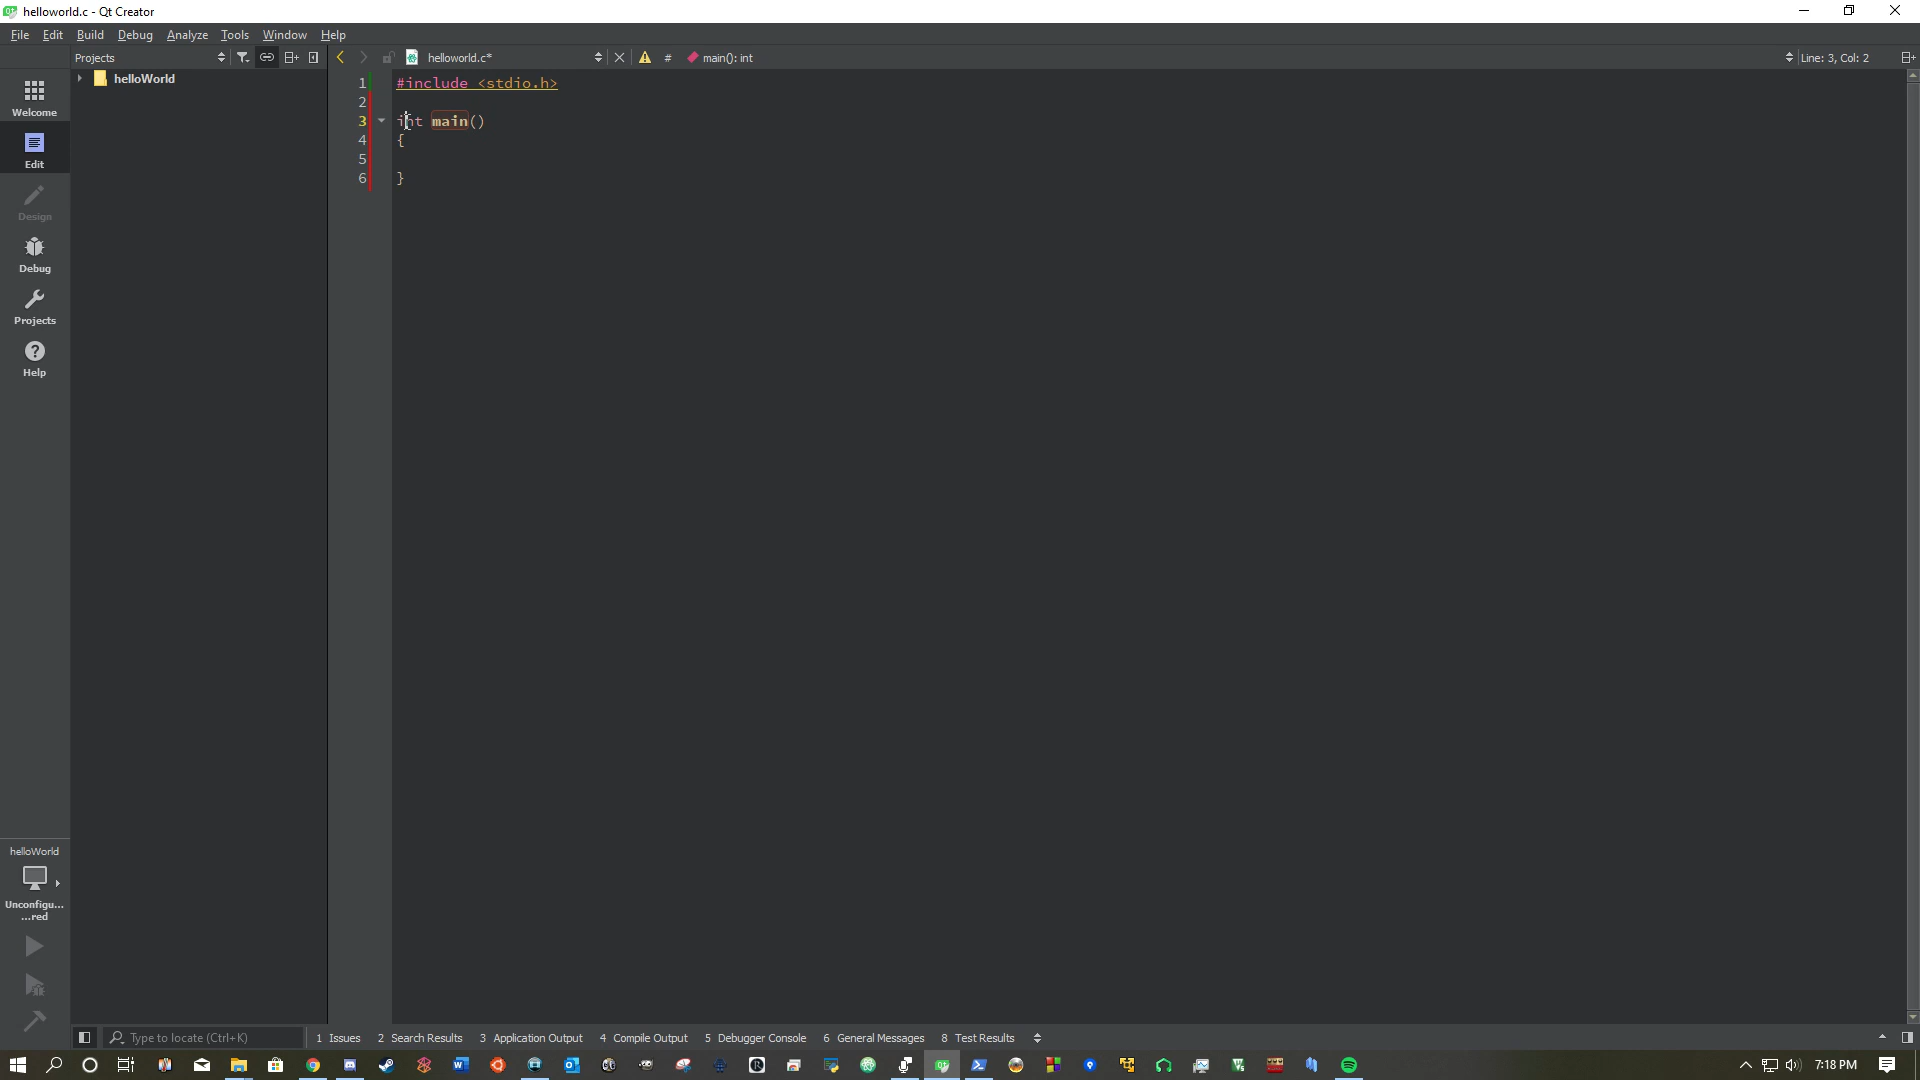 helloworld.c - Qt Creator
File Edit Build Debug Analyze Tools Window Help
Projects helloworld.c* # main(): int Line: 3, Col: 2
helloWorld
Welcome
Edit
Design
Debug
Projects
Help
1 #include <stdio.h>
2
3 int main()
4 {
5
6 }
helloWorld
Unconfigu...
...red
Type to locate (Ctrl+K) 1 Issues 2 Search Results 3 Application Output 4 Compile Output 5 Debugger Console 6 General Messages 8 Test Results
7:18 PM